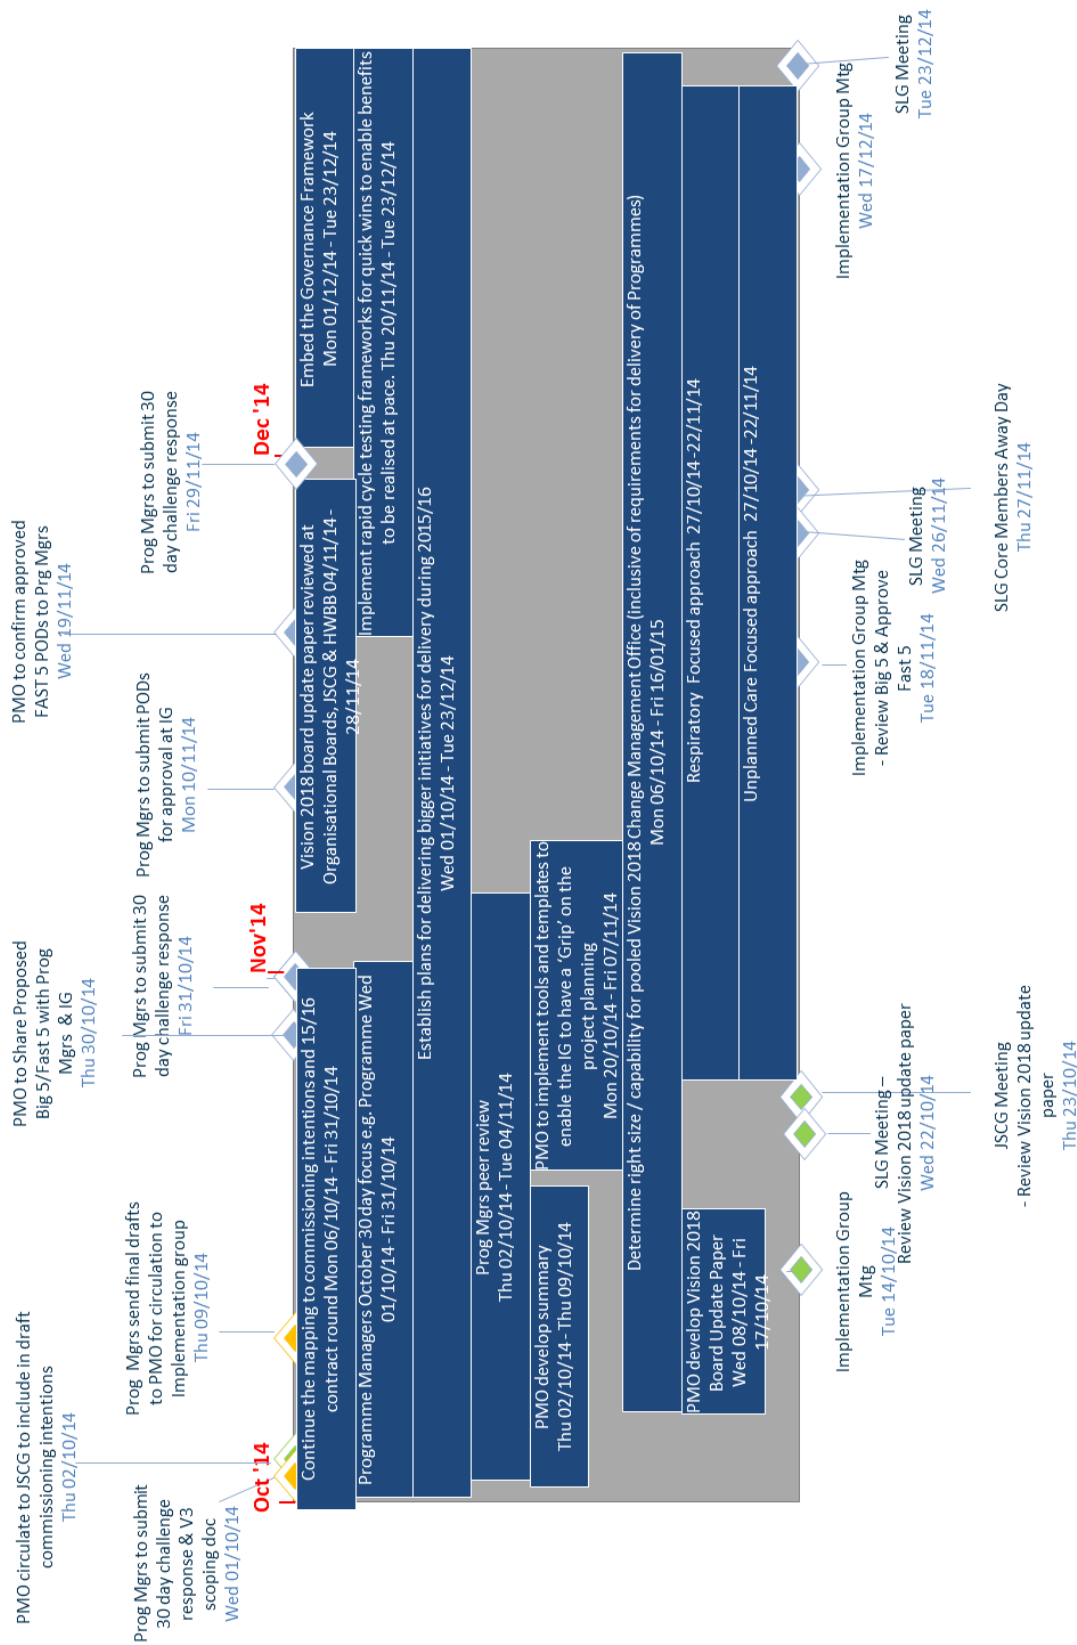 PMO circulate to JSCG to include in draft
commissioning intentions
Thu 02/10/14
PMO to Share Proposed
Big 5/Fast 5 with Prog
Mgrs & IG
Thu 30/10/14
PMO to confirm approved
FAST 5 PODs to Prg Mgrs
Wed 19/11/14
Prog Mgrs to submit
30 day challenge
response & V3
scoping doc
Wed 01/10/14
Prog Mgrs send final drafts
to PMO for circulation to
Implementation group
Thu 09/10/14
Prog Mgrs to submit 30
day challenge response
Fri 31/10/14
Prog Mgrs to submit PODs
for approval at IG
Mon 10/11/14
Prog Mgrs to submit 30
day challenge response
Fri 29/11/14
Oct '14
Nov'14
Dec '14
Continue the mapping to commissioning intentionsand 15/16
contract round Mon 06/10/14 - Fri 31/10/14
Vision 2018 board update paper reviewed at
Organisational Boards, JSCG & HWBB 04/11/14-
28/11/14
Embed the Governance Framework
Mon 01/12/14 - Tue 23/12/14
Programme Managers October 30 day focus e.g. Programme Wed
01/10/14 - Fri 31/10/14
Implement rapid cycle testing frameworks for quick wins to enable benefits
to be realised at pace. Thu 20/11/14 - Tue 23/12/14
Establish plans for delivering bigger initiatives for delivery during 2015/16
Wed 01/10/14 - Tue 23/12/14
Prog Mgrs peer review
Thu 02/10/14 - Tue 04/11/14
PMO develop summary
Thu 02/10/14 - Thu 09/10/14
PMO to implement tools and templates to
enable the IG to have a ‘Grip’ on the
project planning
Mon 20/10/14 - Fri 07/11/14
Determine right size / capability for pooled Vision 2018 Change Management Office (inclusive of requirements for delivery of Programmes)
Mon 06/10/14 - Fri 16/01/15
PMO develop Vision 2018
Board Update Paper
Wed 08/10/14 - Fri
17/10/14
Respiratory Focused approach 27/10/14 -22/11/14
Unplanned Care Focused approach 27/10/14 -22/11/14
Implementation Group
Mtg
Tue 14/10/14
SLG Meeting –
Review Vision 2018 update paper
Wed 22/10/14
JSCG Meeting
- Review Vision 2018 update
paper
Thu 23/10/14
Implementation Group Mtg
- Review Big 5 & Approve
Fast 5
Tue 18/11/14
SLG Meeting
Wed 26/11/14
SLG Core Members Away Day
Thu 27/11/14
Implementation Group Mtg
Wed 17/12/14
SLG Meeting
Tue 23/12/14